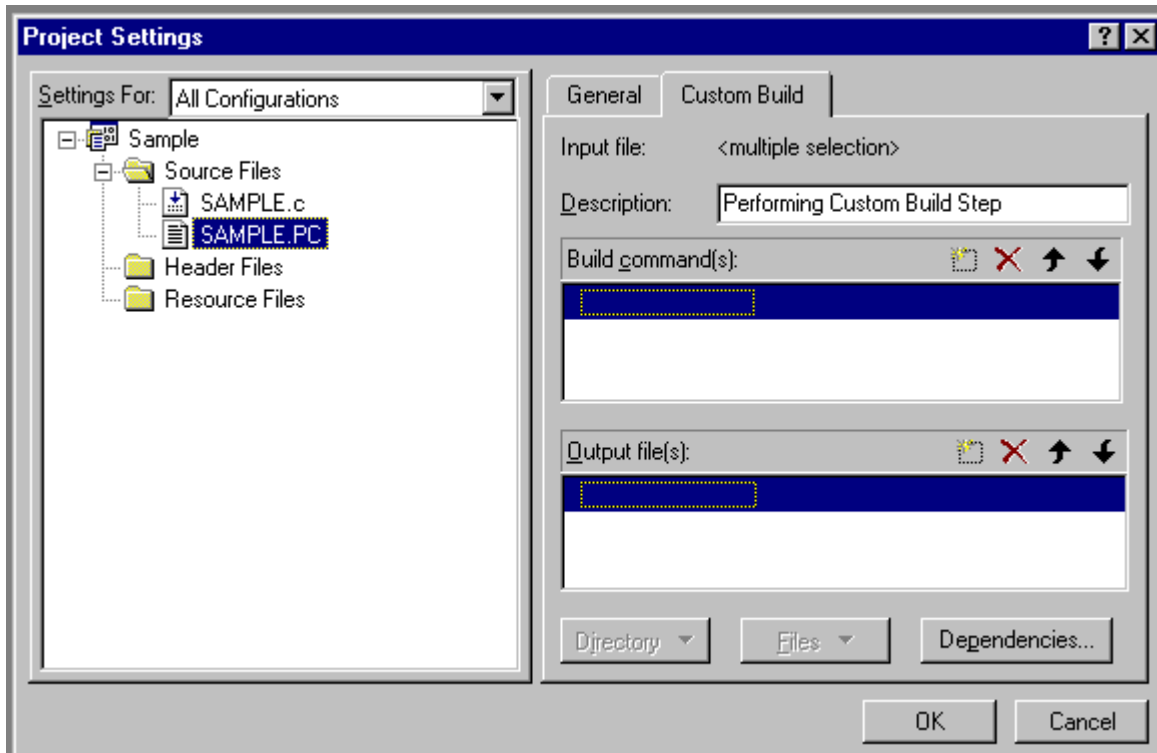 Project Settings
Settings For: All Configurations
Sample
Source Files
SAMPLE.c
SAMPLE.PC
Header Files
Resource Files
General Custom Build
Input file: <multiple selection>
Description: Performing Custom Build Step
Build command(s):
Output file(s):
Directory Files Dependencies...
OK Cancel